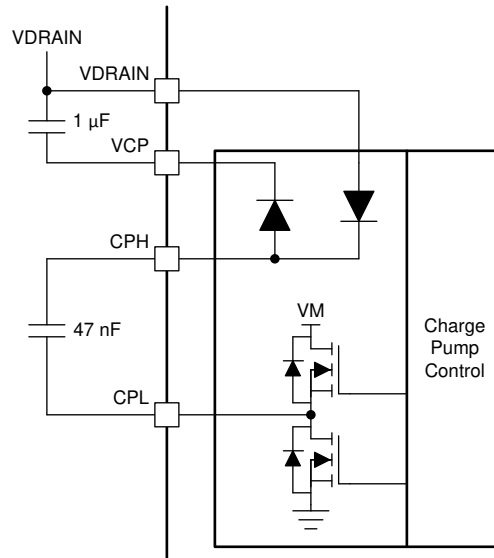 VDRAIN
VDRAIN
1 µF
VCP
CPH
47 nF
VM
Charge
Pump
Control
CPL